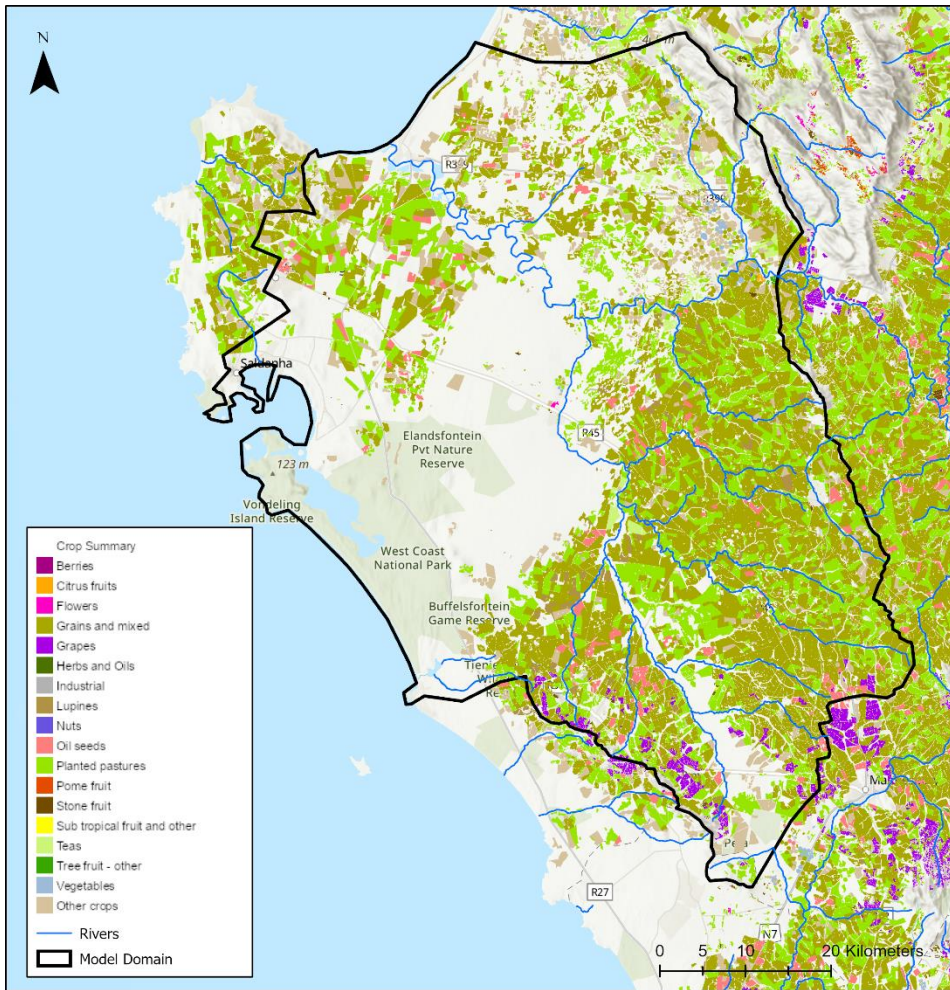 N
R399
R399
Saldanha
R45
Elandsfontein
Pvt Nature
Reserve
123 m
Vondeling
Island Reserve
West Coast
National Park
Buffelsfontein
Game Reserve
Crop Summary
Berries
Citrus fruits
Flowers
Grains and mixed
Grapes
Herbs and Oils
Industrial
Lupines
Nuts
Oil seeds
Planted pastures
Pome fruit
Stone fruit
Sub tropical fruit and other
Teas
Tree fruit - other
Vegetables
Other crops
Rivers
Model Domain
R27
N7
0 5 10 20 Kilometers